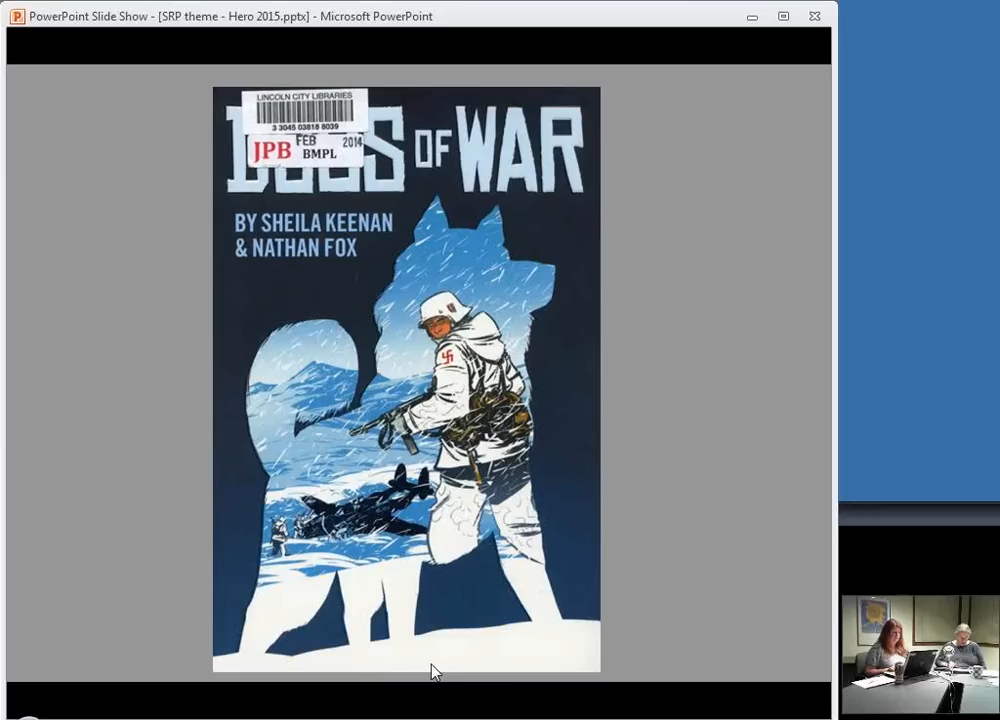 PowerPoint Slide Show - [SRP theme - Hero 2015.pptx] - Microsoft PowerPoint
LINCOLN CITY LIBRARIES
3 3045 03818 8039
JPB FEB 2014
BMPL
DOGS OF WAR
BY SHEILA KEENAN
& NATHAN FOX